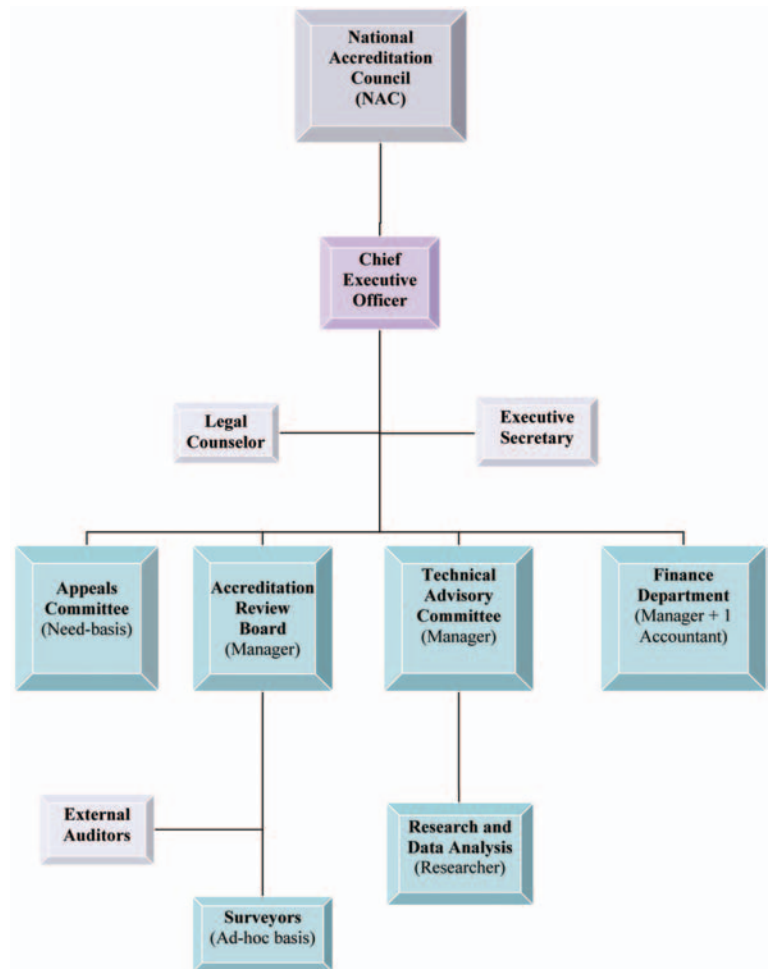 National
Accreditation
Council
(NAC)
Chief
Executive
Officer
Legal
Counselor
Executive
Secretary
Appeals
Committee
(Need-basis)
Accreditation
Review
Board
(Manager)
Technical
Advisory
Committee
(Manager)
Finance
Department
(Manager + 1
Accountant)
External
Auditors
Research and
Data Analysis
(Researcher)
Surveyors
(Ad-hoc basis)